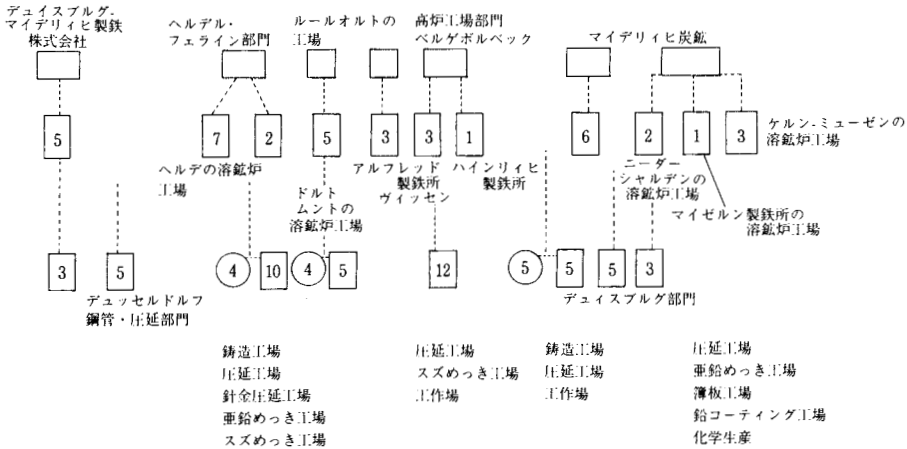 デュイスブルグ-
マイデリィヒ製鉄
株式会社
ヘルデル・
フェライン部門
ルールオルトの
工場
高炉工場部門
ベルゲボルベック
マイデリィヒ炭鉱
5
7
2
5
3
3
1
6
2
1
3
ケルン-ミューゼンの
溶鉱炉工場
ヘルデの溶鉱炉
工場
アルフレッド
製鉄所
ヴィッセン
ハインリィヒ
製鉄所
ニーダー
シャルデンの
溶鉱炉工場
ドルト
ムントの
溶鉱炉工場
マイゼルン製鉄所の
溶鉱炉工場
3
5
4
10
4
5
12
5
5
5
3
デュッセルドルフ
鋼管・圧延部門
デュィスブルグ部門
鋳造工場
圧延工場
針金圧延工場
亜鉛めっき工場
スズめっき工場
圧延工場
スズめっき工場
工作場
鋳造工場
圧延工場
工作場
圧延工場
亜鉛めっき工場
簿板工場
鉛コーティング工場
化学生産